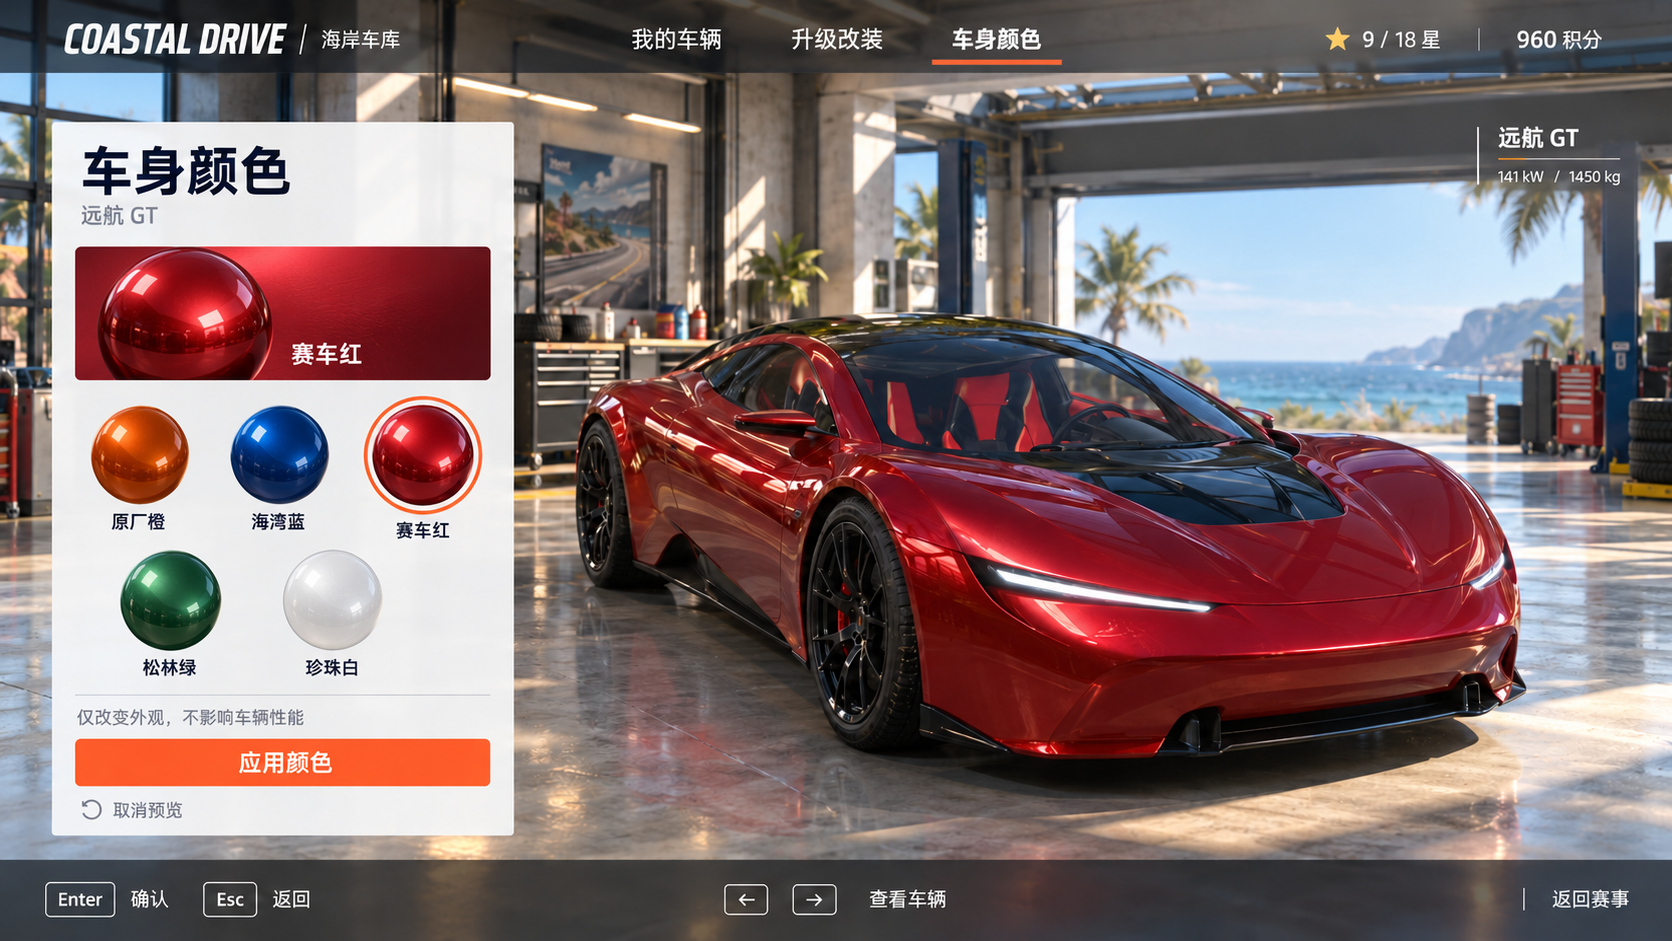 COASTAL DRIVE / 海岸车库
我的车辆
升级改装
车身颜色
9 / 18 星
960 积分
车身颜色
远航 GT
赛车红
原厂橙
海湾蓝
赛车红
松林绿
珍珠白
仅改变外观，不影响车辆性能
应用颜色
取消预览
远航 GT
141 kW / 1450 kg
Enter 确认
Esc 返回
← → 查看车辆
返回赛事